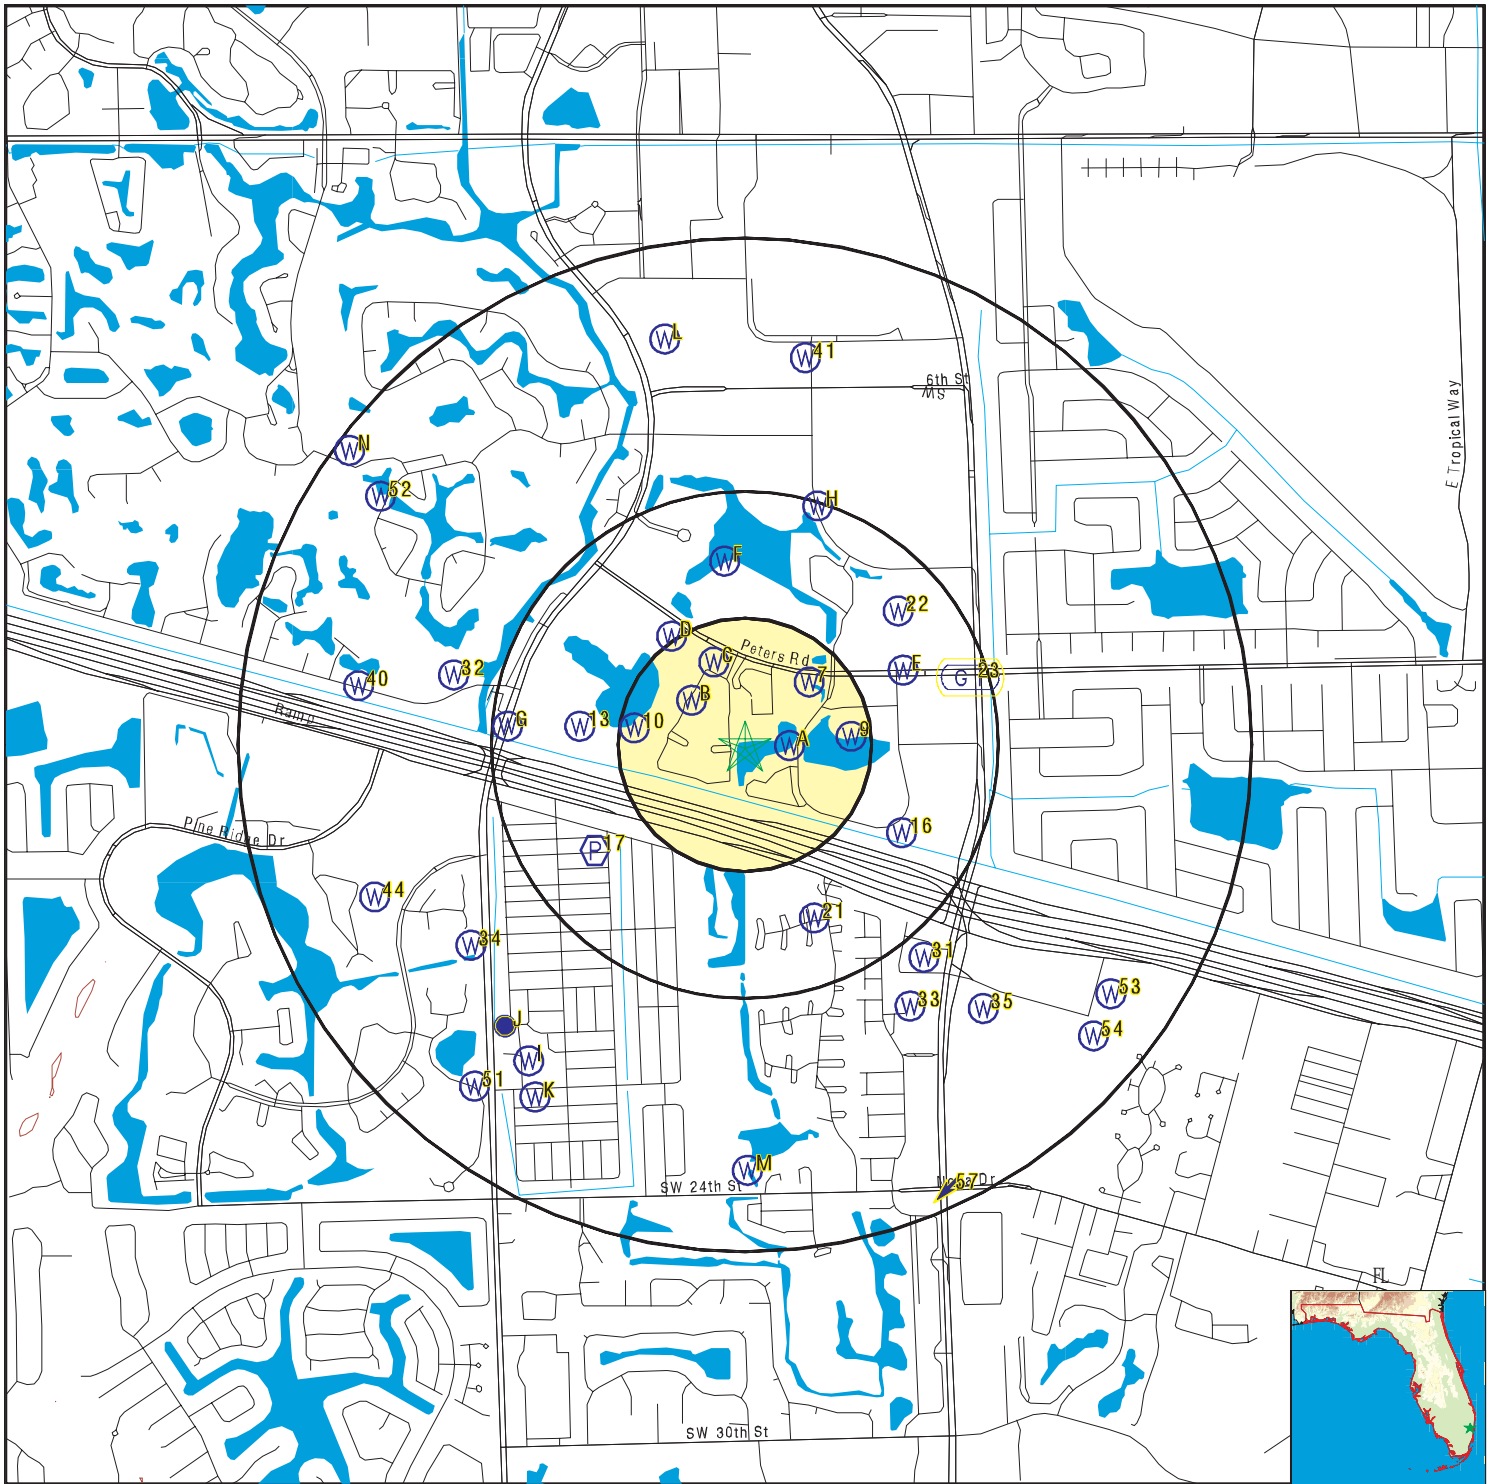 W L
W 41
6th St
SW
E Tropical Way
W N
W 52
W H
W F
W 22
W D
Peters Rd
W C
W E
G 23
W 7
W 32
W 40
W B
Ramp
W G
W 13
W 10
W A
W 9
Pine Ridge Dr
W 16
P 17
W 44
W 21
W 34
W 31
W 53
W 33
W 35
J
W 54
W I
W 51
W K
W M
SW 24th St
Nova Dr
57
FL
SW 30th St